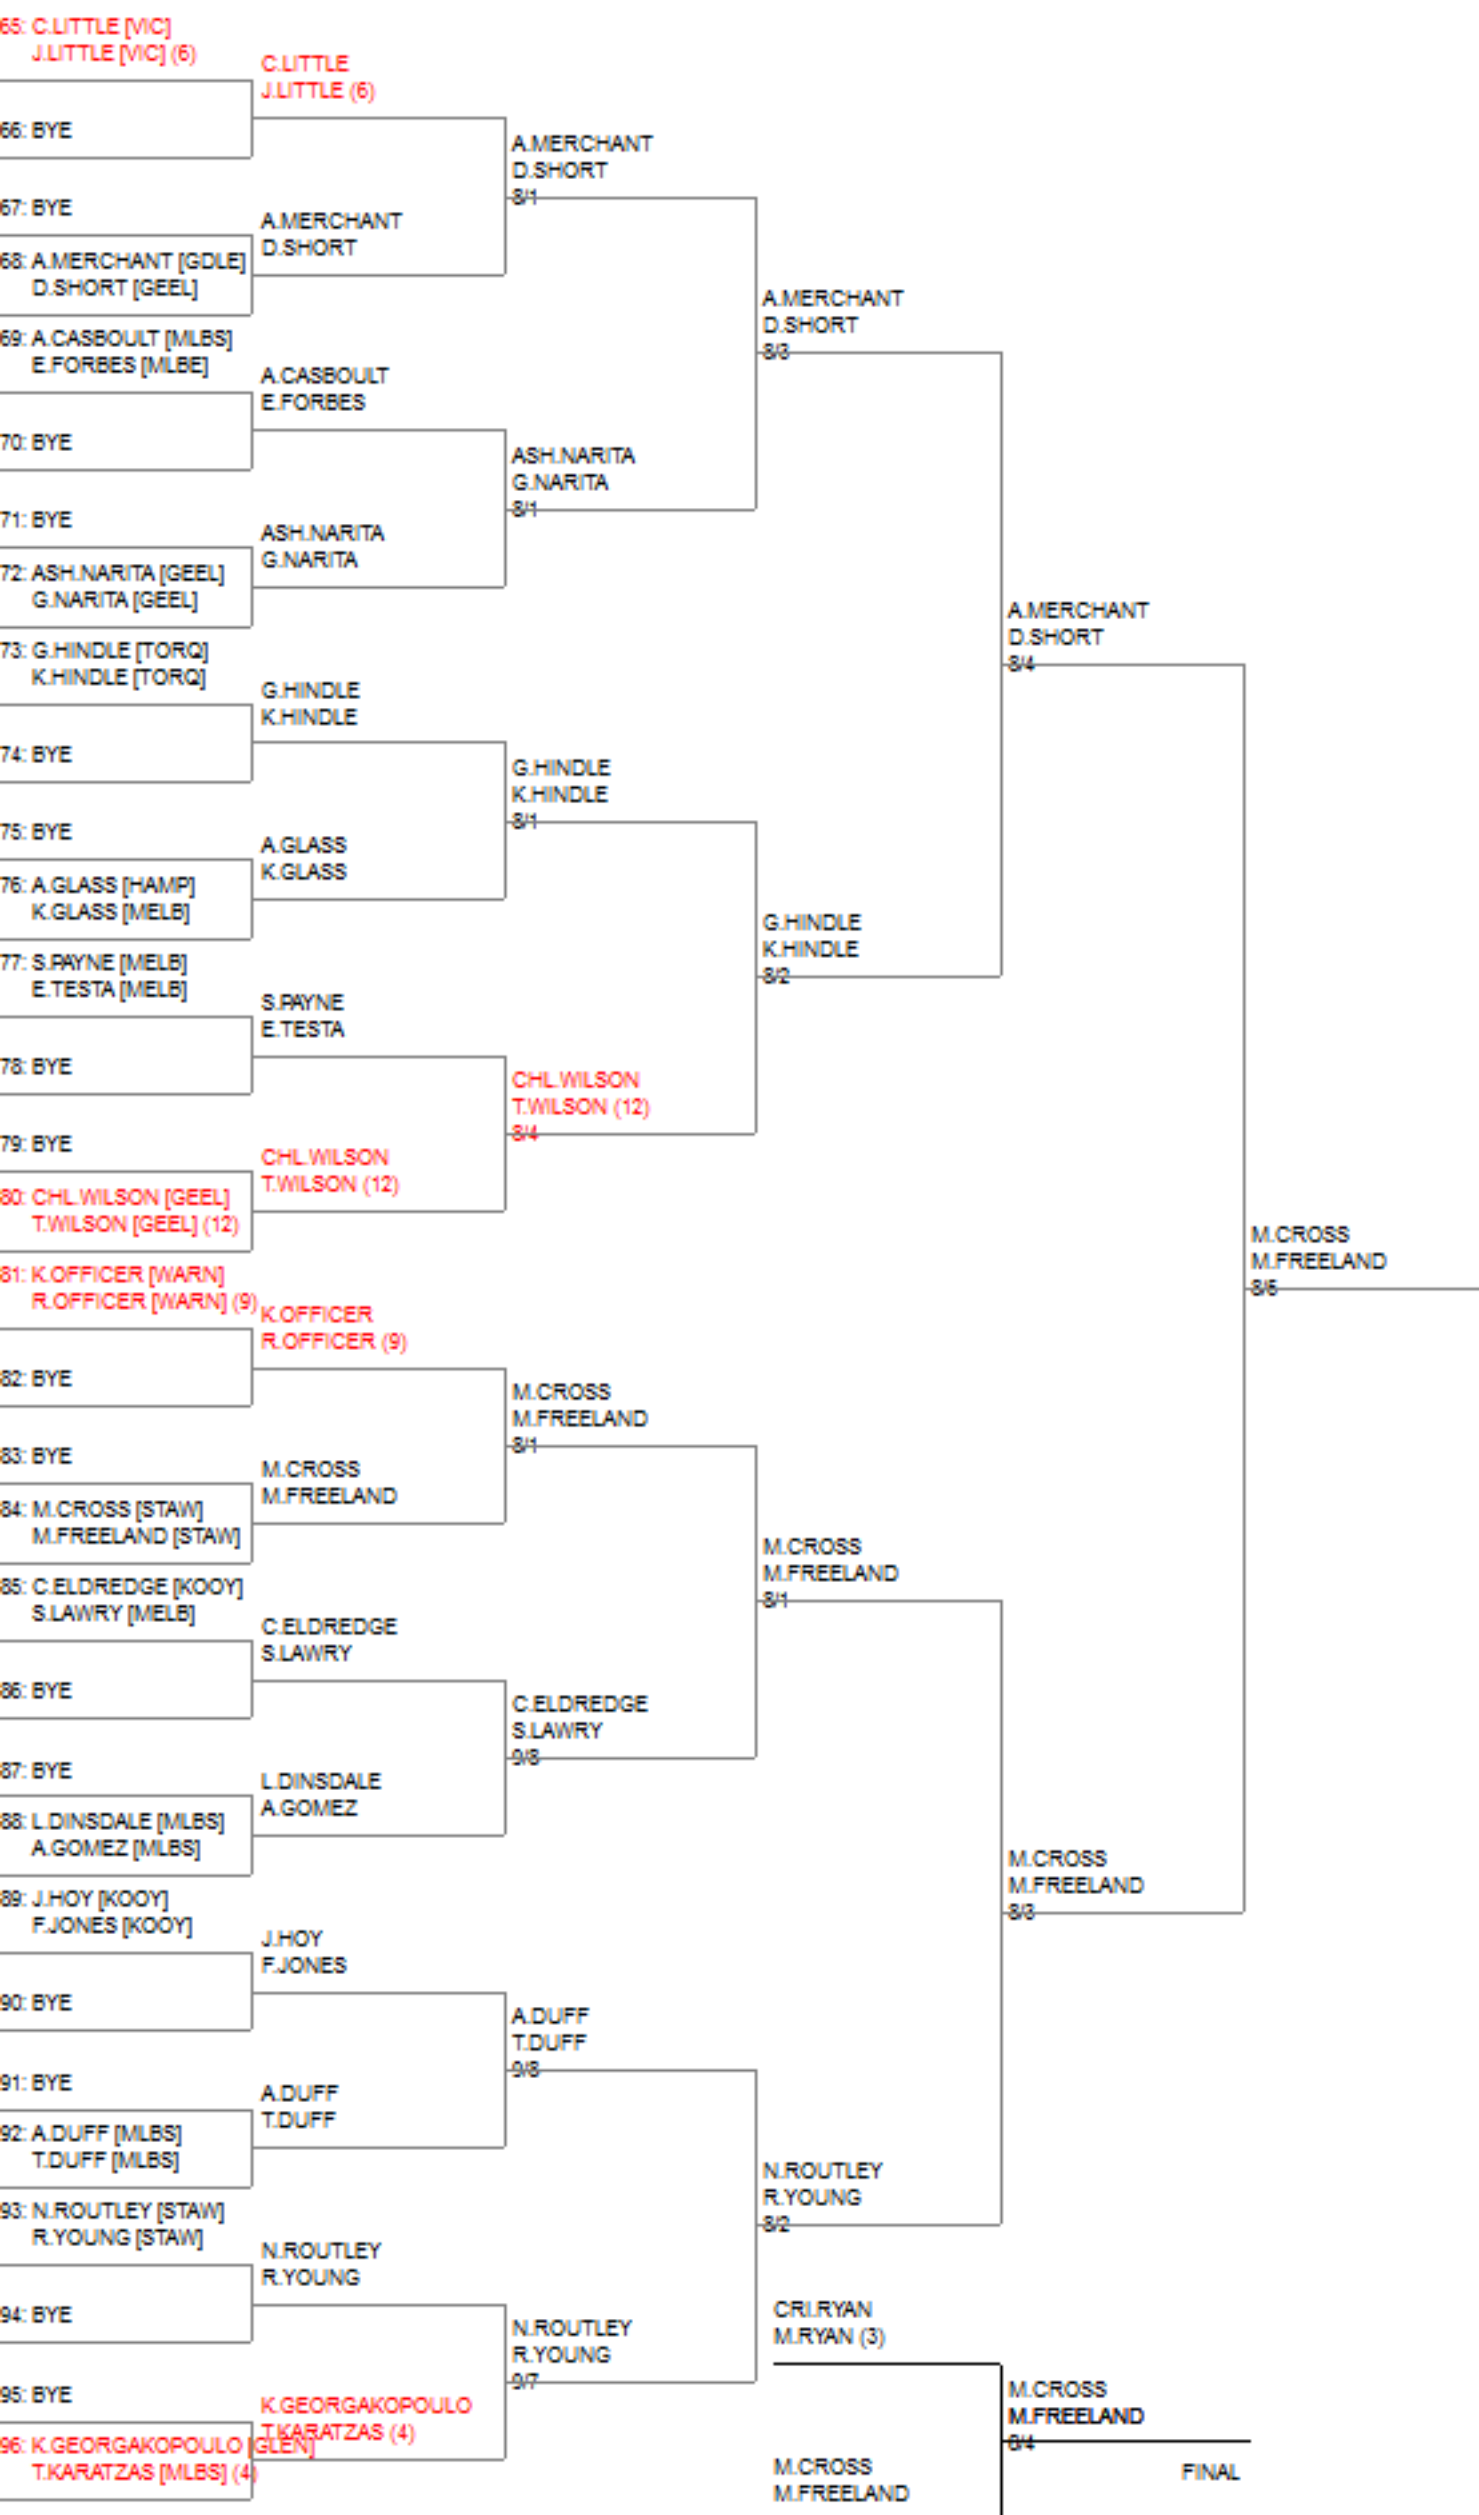 65: C.LITTLE [VIC]
J.LITTLE [VIC] (6)
66: BYE
67: BYE
68: A.MERCHANT [GDLE]
D.SHORT [GEEL]
69: A.CASBOULT [MLBS]
E.FORBES [MLBE]
70: BYE
71: BYE
72: ASH.NARITA [GEEL]
G.NARITA [GEEL]
73: G.HINDLE [TORQ]
K.HINDLE [TORQ]
74: BYE
75: BYE
76: A.GLASS [HAMP]
K.GLASS [MELB]
77: S.PAYNE [MELB]
E.TESTA [MELB]
78: BYE
79: BYE
80: CHL.WILSON [GEEL]
T.WILSON [GEEL] (12)
81: K.OFFICER [WARN]
R.OFFICER [WARN] (9)
82: BYE
83: BYE
84: M.CROSS [STAW]
M.FREELAND [STAW]
85: C.ELDREDGE [KOOY]
S.LAWRY [MELB]
86: BYE
87: BYE
88: L.DINSDALE [MLBS]
A.GOMEZ [MLBS]
89: J.HOY [KOOY]
F.JONES [KOOY]
90: BYE
91: BYE
92: A.DUFF [MLBS]
T.DUFF [MLBS]
93: N.ROUTLEY [STAW]
R.YOUNG [STAW]
94: BYE
95: BYE
96: K.GEORGAKOPOULO [GLEN]
T.KARATZAS [MLBS] (4)
C.LITTLE
J.LITTLE (6)
A.MERCHANT
D.SHORT
A.CASBOULT
E.FORBES
ASH.NARITA
G.NARITA
G.HINDLE
K.HINDLE
A.GLASS
K.GLASS
S.PAYNE
E.TESTA
CHL.WILSON
T.WILSON (12)
K.OFFICER
R.OFFICER (9)
M.CROSS
M.FREELAND
C.ELDREDGE
S.LAWRY
L.DINSDALE
A.GOMEZ
J.HOY
F.JONES
A.DUFF
T.DUFF
N.ROUTLEY
R.YOUNG
K.GEORGAKOPOULO
T.KARATZAS (4)
A.MERCHANT
D.SHORT
8/1
ASH.NARITA
G.NARITA
8/1
G.HINDLE
K.HINDLE
8/1
CHL.WILSON
T.WILSON (12)
8/4
M.CROSS
M.FREELAND
8/1
C.ELDREDGE
S.LAWRY
9/8
A.DUFF
T.DUFF
9/8
N.ROUTLEY
R.YOUNG
9/7
A.MERCHANT
D.SHORT
8/3
G.HINDLE
K.HINDLE
8/2
M.CROSS
M.FREELAND
8/1
N.ROUTLEY
R.YOUNG
8/2
A.MERCHANT
D.SHORT
8/4
M.CROSS
M.FREELAND
8/3
M.CROSS
M.FREELAND
8/5
CRI.RYAN
M.RYAN (3)
M.CROSS
M.FREELAND
M.CROSS
M.FREELAND
FINAL